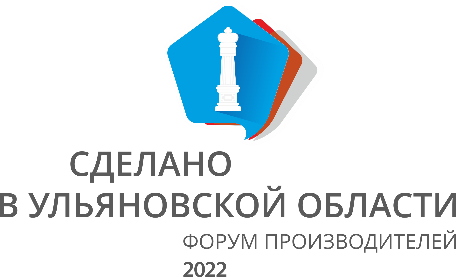 СДЕЛАНО
В УЛЬЯНОВСКОЙ ОБЛАСТИ
ФОРУМ ПРОИЗВОДИТЕЛЕЙ
2022